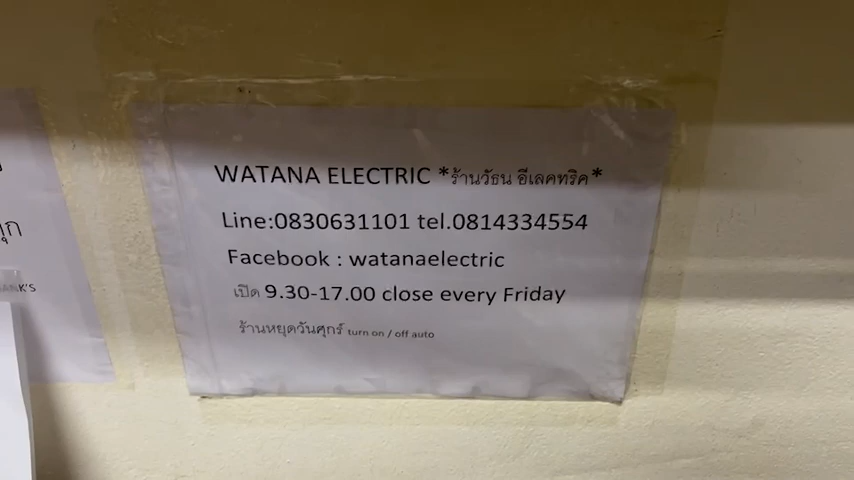 WATANA ELECTRIC *ร้านวัธน อีเลคทริค*
Line:0830631101 tel.0814334554
Facebook : watanaelectric
เปิด 9.30-17.00 close every Friday
ร้านหยุดวันศุกร์ turn on / off auto